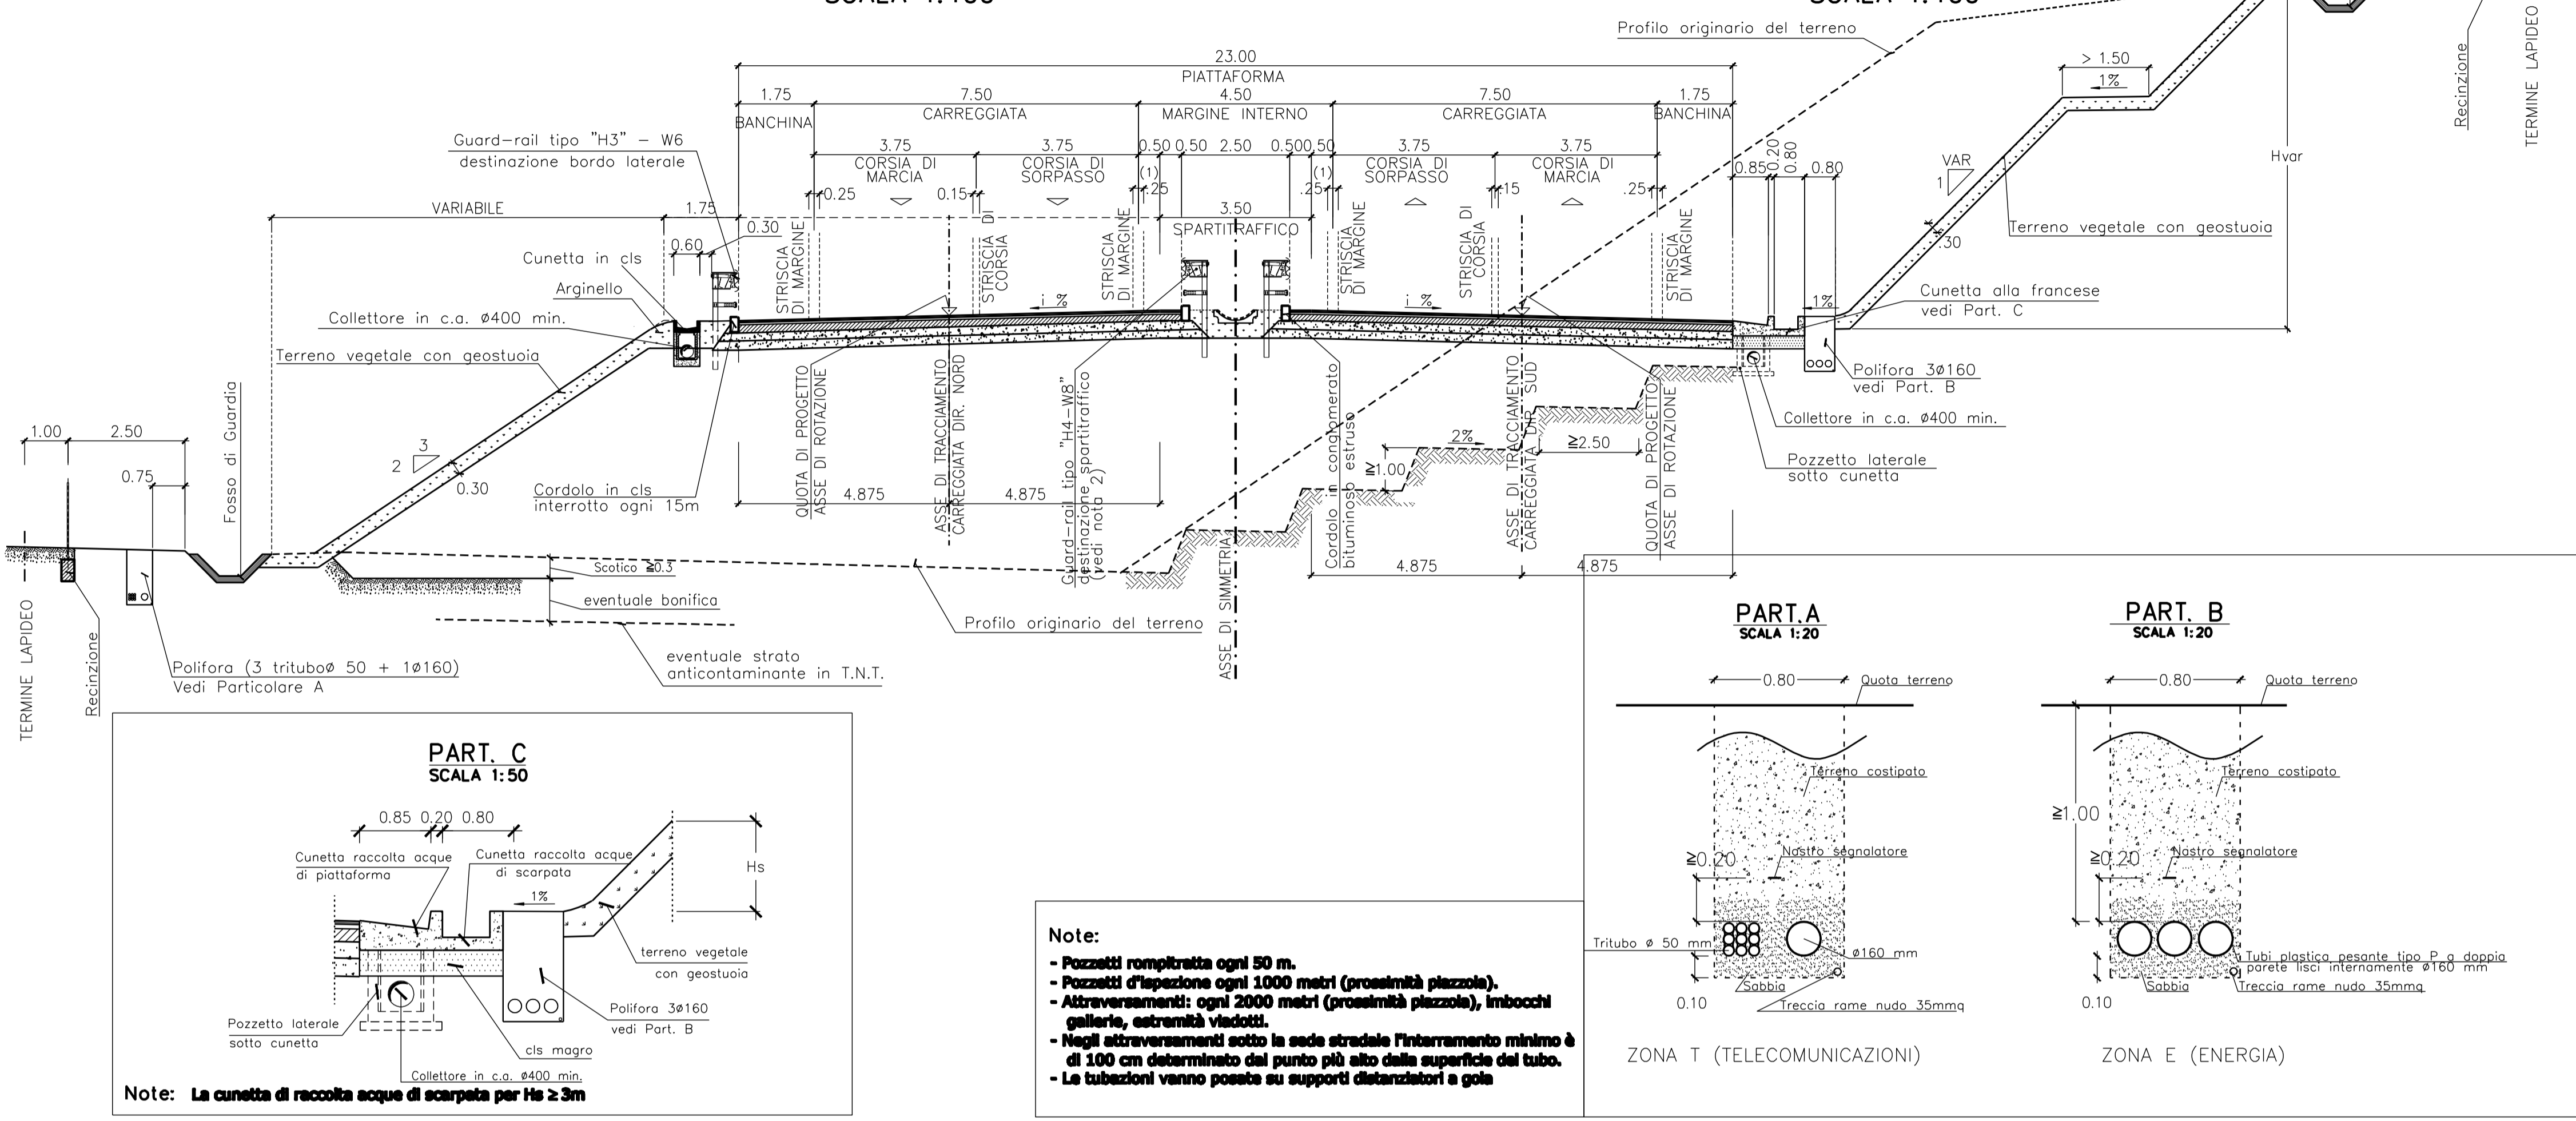 Profilo originario del terreno
23.00
PIATTAFORMA
1.75
7.50
4.50
7.50
1.75
BANCHINA
CARREGGIATA
MARGINE INTERNO
CARREGGIATA
BANCHINA
Guard-rail tipo "H3" - W6
destinazione bordo laterale
3.75
3.75
0.50
0.50
2.50
0.50
0.50
3.75
3.75
CORSIA DI
MARCIA
CORSIA DI
SORPASSO
CORSIA DI
SORPASSO
CORSIA DI
MARCIA
(1)
(1)
0.25
0.15
.25
.25
.15
.25
0.85
0.20
0.80
0.80
> 1.50
1%
Recinzione
TERMINE LAPIDEO
Hvar
VAR
1
.30
Terreno vegetale con geostuoia
VARIABILE
1.75
3.50
SPARTITRAFFICO
0.30
0.60
STRISCIA
DI MARGINE
STRISCIA DI
CORSIA
STRISCIA
DI MARGINE
STRISCIA
DI MARGINE
STRISCIA DI
CORSIA
STRISCIA
DI MARGINE
Cunetta in cls
Arginello
Collettore in c.a. ø400 min.
Terreno vegetale con geostuoia
i %
i %
1%
Cunetta alla francese
vedi Part. C
Polifora 3ø160
vedi Part. B
Collettore in c.a. ø400 min.
Pozzetto laterale
sotto cunetta
1.00
2.50
0.75
Fosso di Guardia
3
2
0.30
Cordolo in cls
interrotto ogni 15m
4.875
4.875
QUOTA DI PROGETTO
ASSE DI ROTAZIONE
ASSE DI TRACCIAMENTO
CARREGGIATA DIR. NORD
Guard-rail tipo "H4-W8"
destinazione spartitraffico
(vedi nota 2)
ASSE DI SIMMETRIA
Cordolo in conglomerato
bituminoso estruso
≥1.00
2%
≥2.50
ASSE DI TRACCIAMENTO
CARREGGIATA DIR. SUD
QUOTA DI PROGETTO
ASSE DI ROTAZIONE
4.875
4.875
Scotico ≥0.3
eventuale bonifica
Profilo originario del terreno
eventuale strato
anticontaminante in T.N.T.
TERMINE LAPIDEO
Recinzione
Polifora (3 trituboø 50 + 1ø160)
Vedi Particolare A
PART. C
SCALA 1:50
0.85
0.20
0.80
Cunetta raccolta acque
di piattaforma
Cunetta raccolta acque
di scarpata
1%
Hs
terreno vegetale
con geostuoia
Polifora 3ø160
vedi Part. B
Pozzetto laterale
sotto cunetta
cls magro
Collettore in c.a. ø400 min.
Note: La cunetta di raccolta acque di scarpata per Hs ≥ 3m
Note:
- Pozzetti rompitratta ogni 50 m.
- Pozzetti d'ispezione ogni 1000 metri (prossimità piazzola).
- Attraversamenti: ogni 2000 metri (prossimità piazzola), imbocchi
gallerie, estremità viadotti.
- Negli attraversamenti sotto la sede stradale l'interramento minimo è
di 100 cm determinato dal punto più alto dalla superficie del tubo.
- Le tubazioni vanno posate su supporti distanziatori a gola
PART.A
SCALA 1:20
0.80
Quota terreno
Terreno costipato
≥0.20
Nastro segnalatore
Tritubo ø 50 mm
ø160 mm
Sabbia
0.10
Treccia rame nudo 35mmq
ZONA T (TELECOMUNICAZIONI)
PART. B
SCALA 1:20
0.80
Quota terreno
Terreno costipato
≥1.00
≥0.20
Nastro segnalatore
Tubi plastica pesante tipo P a doppia
parete lisci internamente ø160 mm
Sabbia
Treccia rame nudo 35mmq
0.10
ZONA E (ENERGIA)